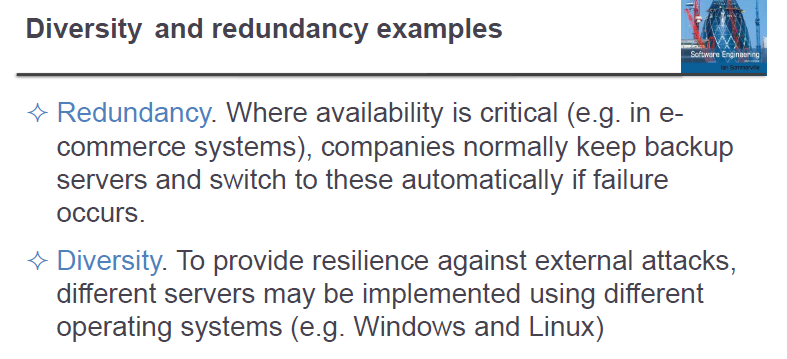 Diversity and redundancy examples
Software Engineering
Ian Sommerville
✧ Redundancy. Where availability is critical (e.g. in e-
commerce systems), companies normally keep backup
servers and switch to these automatically if failure
occurs.
✧ Diversity. To provide resilience against external attacks,
different servers may be implemented using different
operating systems (e.g. Windows and Linux)